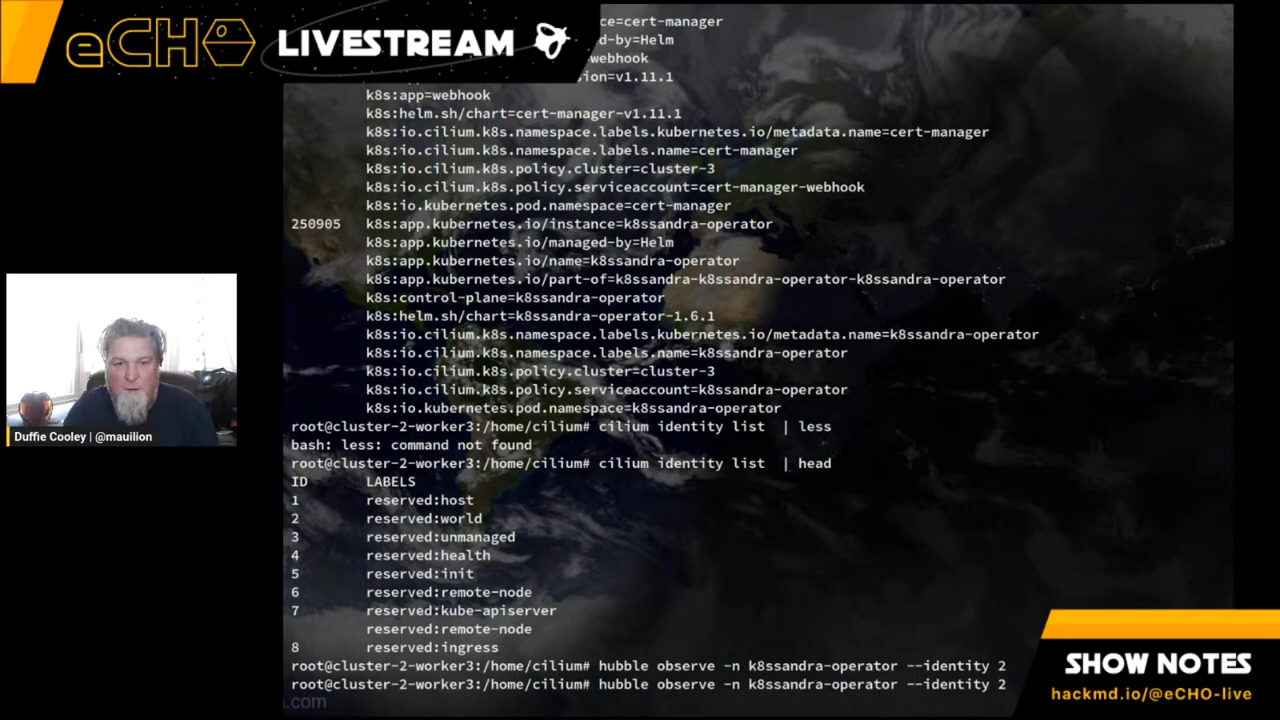 eCHO LIVESTREAM
ce=cert-manager
d-by=Helm
webhook
sion=v1.11.1
k8s:app=webhook
k8s:helm.sh/chart=cert-manager-v1.11.1
k8s:io.cilium.k8s.namespace.labels.kubernetes.io/metadata.name=cert-manager
k8s:io.cilium.k8s.namespace.labels.name=cert-manager
k8s:io.cilium.k8s.policy.cluster=cluster-3
k8s:io.cilium.k8s.policy.serviceaccount=cert-manager-webhook
k8s:io.kubernetes.pod.namespace=cert-manager
250905 k8s:app.kubernetes.io/instance=k8ssandra-operator
k8s:app.kubernetes.io/managed-by=Helm
k8s:app.kubernetes.io/name=k8ssandra-operator
k8s:app.kubernetes.io/part-of=k8ssandra-k8ssandra-operator-k8ssandra-operator
k8s:control-plane=k8ssandra-operator
k8s:helm.sh/chart=k8ssandra-operator-1.6.1
k8s:io.cilium.k8s.namespace.labels.kubernetes.io/metadata.name=k8ssandra-operator
k8s:io.cilium.k8s.namespace.labels.name=k8ssandra-operator
k8s:io.cilium.k8s.policy.cluster=cluster-3
k8s:io.cilium.k8s.policy.serviceaccount=k8ssandra-operator
k8s:io.kubernetes.pod.namespace=k8ssandra-operator
root@cluster-2-worker3:/home/cilium# cilium identity list  | less
bash: less: command not found
root@cluster-2-worker3:/home/cilium# cilium identity list  | head
ID LABELS
1 reserved:host
2 reserved:world
3 reserved:unmanaged
4 reserved:health
5 reserved:init
6 reserved:remote-node
7 reserved:kube-apiserver
reserved:remote-node
8 reserved:ingress
root@cluster-2-worker3:/home/cilium# hubble observe -n k8ssandra-operator --identity 2
root@cluster-2-worker3:/home/cilium# hubble observe -n k8ssandra-operator --identity 2
.com
Duffie Cooley | @mauilion
SHOW NOTES
hackmd.io/@eCHO-live